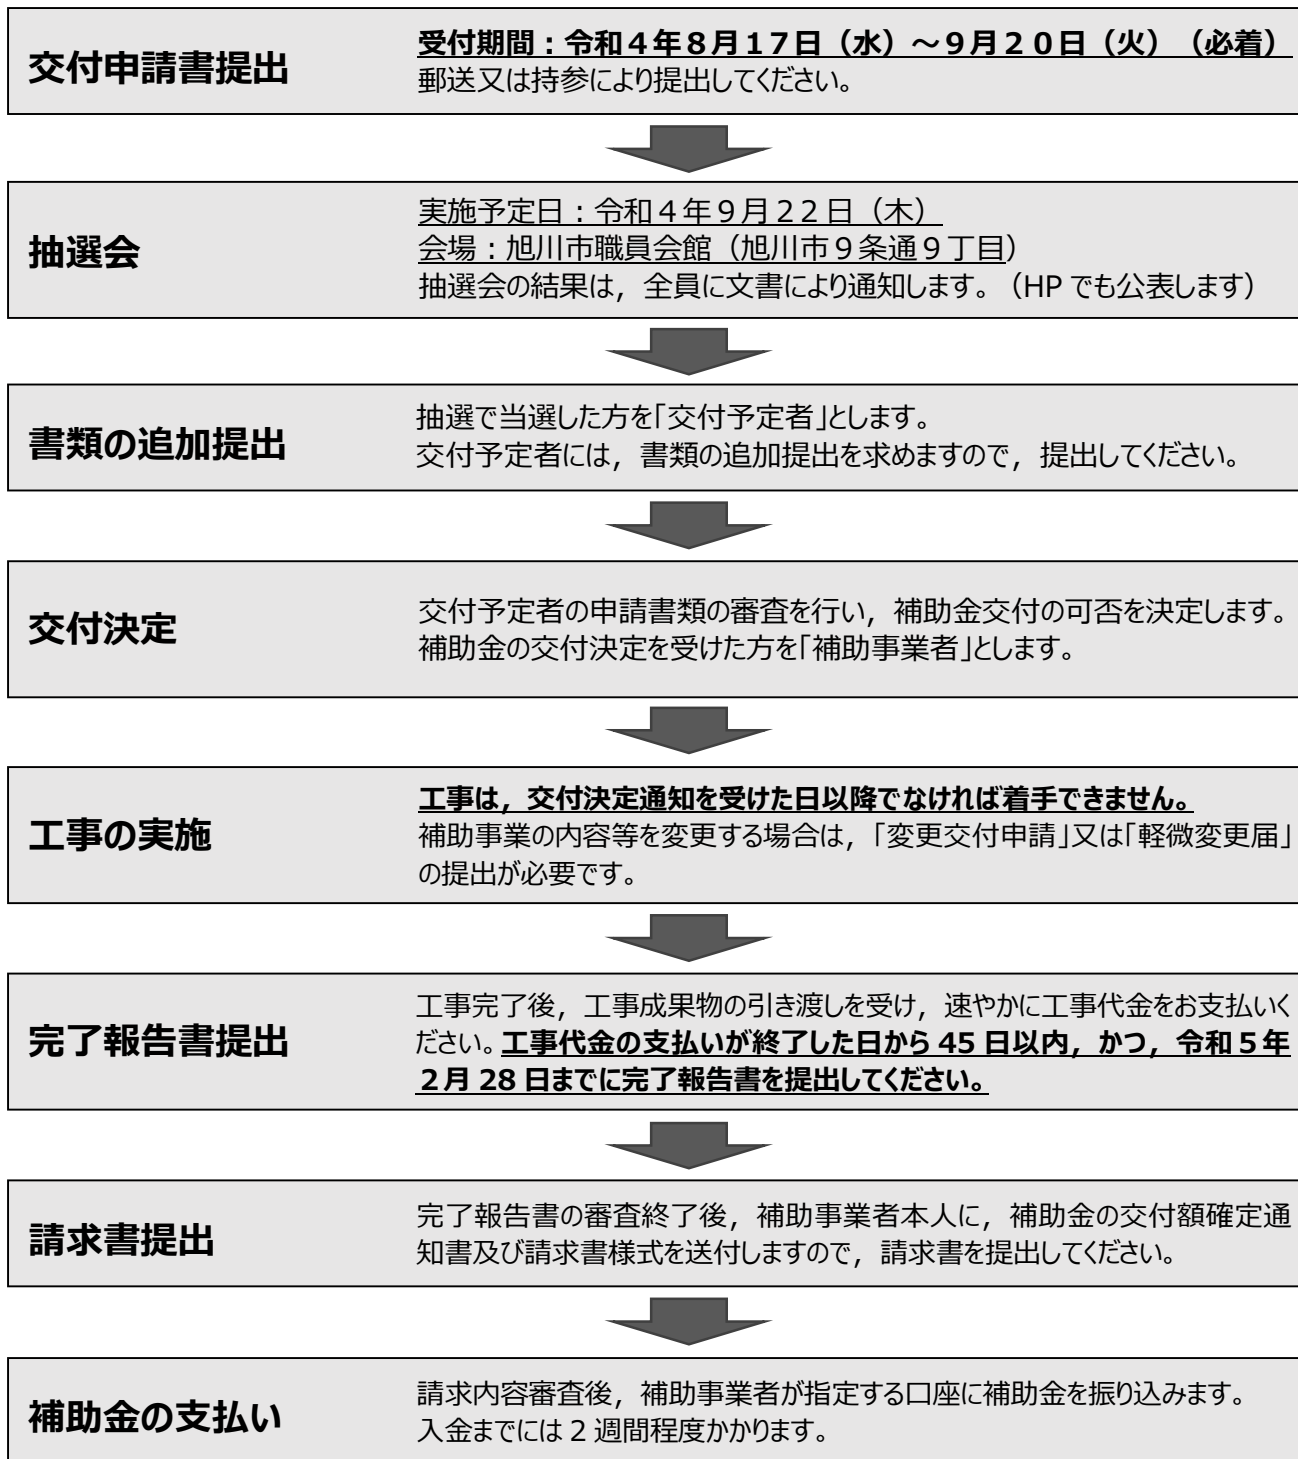 交付申請書提出
受付期間：令和４年８月１７日（水）～９月２０日（火）（必着）
郵送又は持参により提出してください。
抽選会
実施予定日：令和４年９月２２日（木）
会場：旭川市職員会館（旭川市９条通９丁目）
抽選会の結果は，全員に文書により通知します。（HP でも公表します）
書類の追加提出
抽選で当選した方を「交付予定者」とします。
交付予定者には，書類の追加提出を求めますので，提出してください。
交付決定
交付予定者の申請書類の審査を行い，補助金交付の可否を決定します。
補助金の交付決定を受けた方を「補助事業者」とします。
工事の実施
工事は，交付決定通知を受けた日以降でなければ着手できません。
補助事業の内容等を変更する場合は，「変更交付申請」又は「軽微変更届」
の提出が必要です。
完了報告書提出
工事完了後，工事成果物の引き渡しを受け，速やかに工事代金をお支払いく
ださい。工事代金の支払いが終了した日から 45 日以内，かつ，令和５年
２月 28 日までに完了報告書を提出してください。
請求書提出
完了報告書の審査終了後，補助事業者本人に，補助金の交付額確定通
知書及び請求書様式を送付しますので，請求書を提出してください。
補助金の支払い
請求内容審査後，補助事業者が指定する口座に補助金を振り込みます。
入金までには２週間程度かかります。